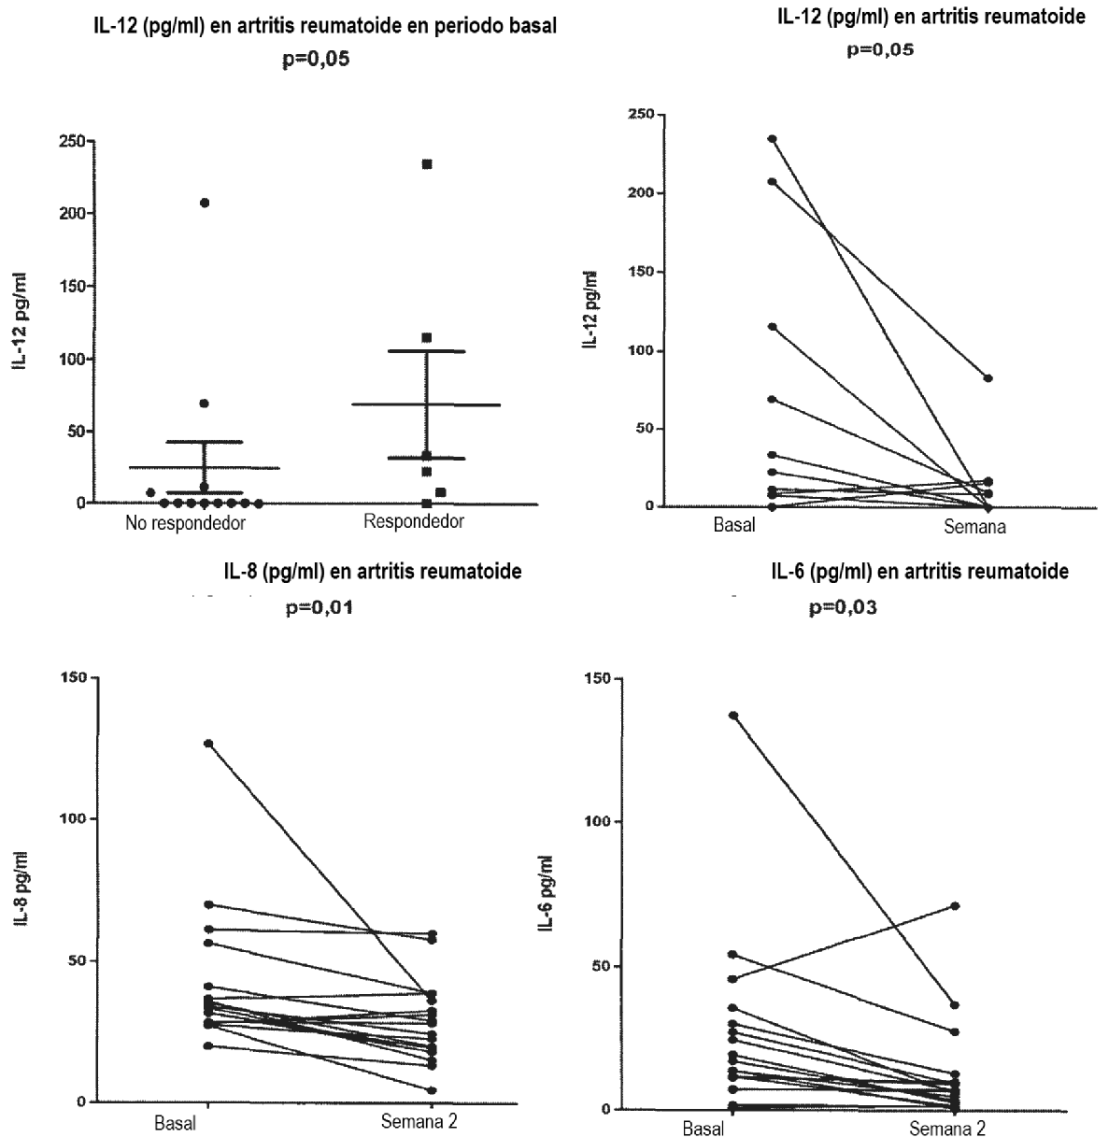 IL-12 (pg/ml) en artritis reumatoide en periodo basal
p=0,05
250
200
150
100
50
0
IL-12 pg/ml
No respondedor
Respondedor
IL-12 (pg/ml) en artritis reumatoide
p=0,05
250
200
150
100
50
0
IL-12 pg/ml
Basal
Semana
IL-8 (pg/ml) en artritis reumatoide
p=0,01
150
100
50
0
IL-8 pg/ml
Basal
Semana 2
IL-6 (pg/ml) en artritis reumatoide
p=0,03
150
100
50
0
IL-6 pg/ml
Basal
Semana 2